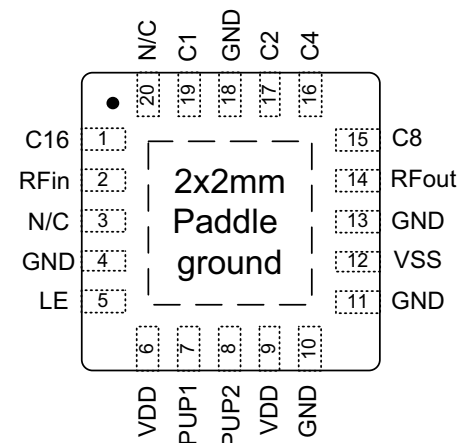 N/C C1 GND C2 C4
20 19 18 17 16
C16 1 15 C8
RFin 2 14 RFout
N/C 3 13 GND
GND 4 12 VSS
LE 5 11 GND
2x2mm
Paddle
ground
6 7 8 9 10
VDD PUP1 PUP2 VDD GND